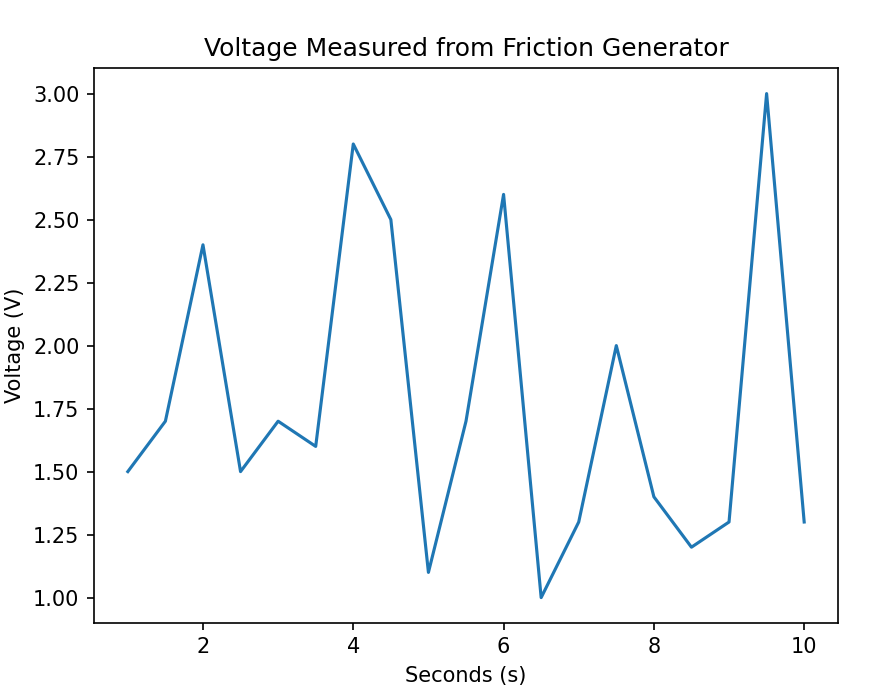 Voltage Measured from Friction Generator
3.00
2.75
2.50
2.25
2.00
1.75
1.50
1.25
1.00
Voltage (V)
2 4 6 8 10
Seconds (s)